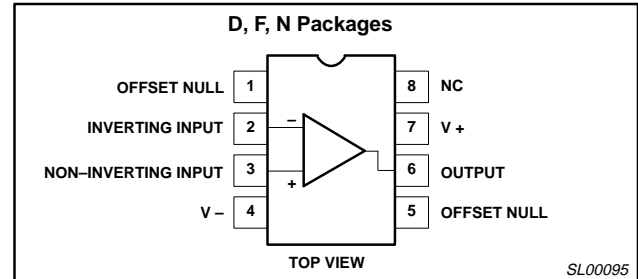 D, F, N Packages
OFFSET NULL 1 8 NC
INVERTING INPUT 2 – 7 V +
NON–INVERTING INPUT 3 + 6 OUTPUT
V – 4 5 OFFSET NULL
TOP VIEW
SL00095